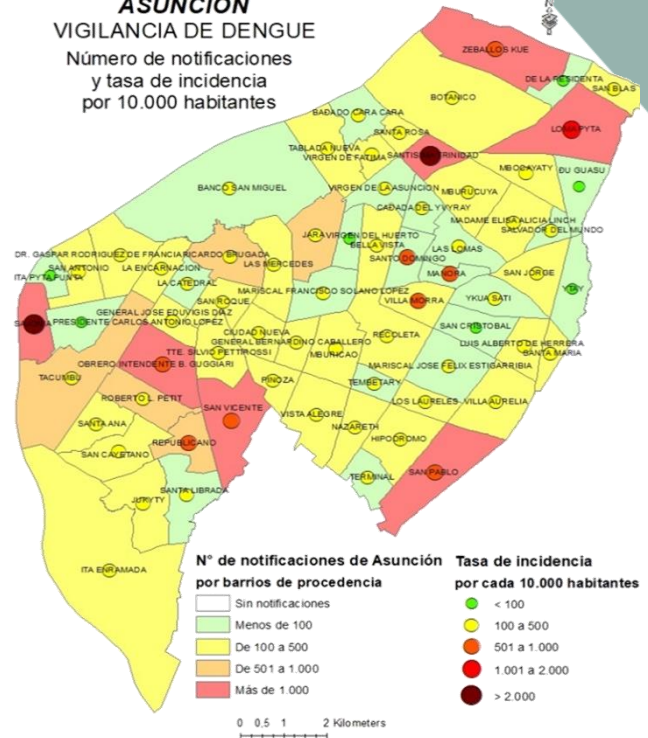 ASUNCIÓN
VIGILANCIA DE DENGUE
Número de notificaciones
y tasa de incidencia
por 10.000 habitantes
ZEBALLOS KUE
DE LA RESIDENTA
SAN BLAS
BOTANICO
BAÐADO CARA CARA
LOMA PYTA
SANTA ROSA
TABLADA NUEVA
VIRGEN DE FATIMA
SANTISIMA TRINIDAD
MBOCAYATY
ÐU GUASU
BANCO SAN MIGUEL
VIRGEN DE LA ASUNCION
MBURUCUYA
CAÐADA DEL YVYRAY
MADAME ELISA ALICIA LINCH
SALVADOR DEL MUNDO
JARA
VIRGEN DEL HUERTO
BELLA VISTA
LAS LOMAS
DR. GASPAR RODRIGUEZ DE FRANCIA
RICARDO BRUGADA
SANTO DOMINGO
LAS MERCEDES
SAN ANTONIO
LA ENCARNACION
MANORA
SAN JORGE
ITA PYTA PUNTA
LA CATEDRAL
YTAY
MARISCAL FRANCISCO SOLANO LOPEZ
SAN ROQUE
VILLA MORRA
YKUA SATI
GENERAL JOSE EDUVIGIS DIAZ
PRESIDENTE CARLOS ANTONIO LOPEZ
SAN CRISTOBAL
CIUDAD NUEVA
RECOLETA
GENERAL BERNARDINO CABALLERO
LUIS ALBERTO DE HERRERA
TTE. SILVIO PETTIROSSI
MBURICAO
SANTA MARIA
OBRERO INTENDENTE B. GUGGIARI
MARISCAL JOSE FELIX ESTIGARRIBIA
TACUMBU
PINOZA
TEMBETARY
ROBERTO L. PETIT
LOS LAURELES
VILLA AURELIA
SAN VICENTE
VISTA ALEGRE
SANTA ANA
NAZARETH
HIPODROMO
REPUBLICANO
SAN CAYETANO
SAN PABLO
TERMINAL
SANTA LIBRADA
JUKYTY
ITA ENRAMADA
N° de notificaciones de Asunción
por barrios de procedencia
Sin notificaciones
Menos de 100
De 100 a 500
De 501 a 1.000
Más de 1.000
Tasa de incidencia
por cada 10.000 habitantes
< 100
100 a 500
501 a 1.000
1.001 a 2.000
> 2.000
0 0,5 1 2 Kilometers